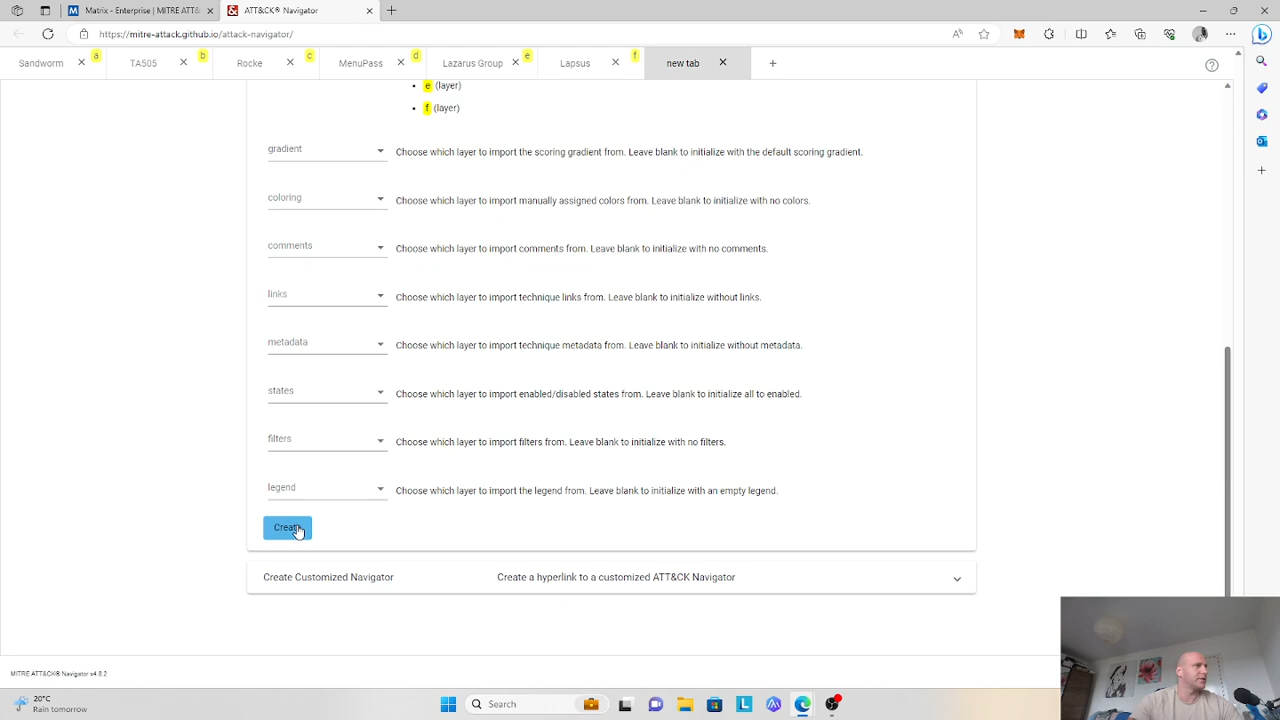 Matrix - Enterprise | MITRE ATT&
ATT&CK® Navigator
https://mitre-attack.github.io/attack-navigator/
Sandworm a
TA505 b
Rocke c
MenuPass d
Lazarus Group e
Lapsus f
new tab
e (layer)
f (layer)
gradient Choose which layer to import the scoring gradient from. Leave blank to initialize with the default scoring gradient.
coloring Choose which layer to import manually assigned colors from. Leave blank to initialize with no colors.
comments Choose which layer to import comments from. Leave blank to initialize with no comments.
links Choose which layer to import technique links from. Leave blank to initialize without links.
metadata Choose which layer to import technique metadata from. Leave blank to initialize without metadata.
states Choose which layer to import enabled/disabled states from. Leave blank to initialize all to enabled.
filters Choose which layer to import filters from. Leave blank to initialize with no filters.
legend Choose which layer to import the legend from. Leave blank to initialize with an empty legend.
Create
Create Customized Navigator Create a hyperlink to a customized ATT&CK Navigator
MITRE ATT&CK® Navigator v4.8.2
20°C
Rain tomorrow
Search